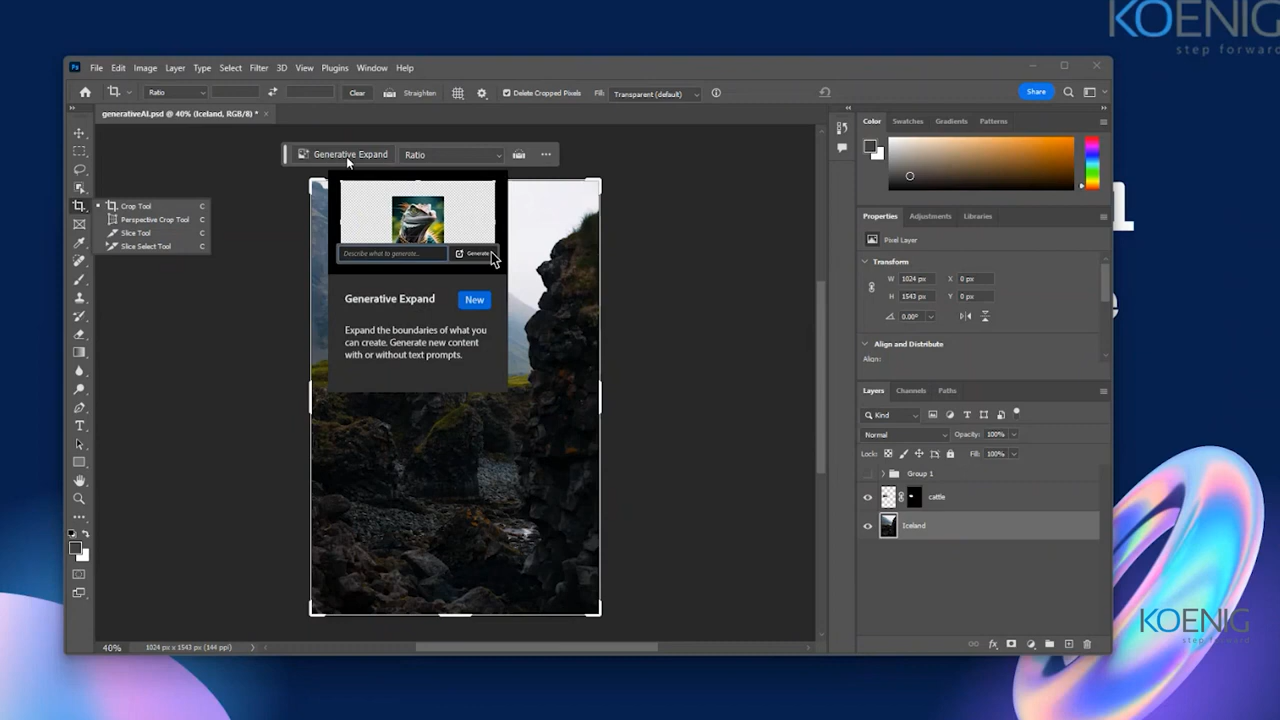 KOENIG
step forward
Ps File Edit Image Layer Type Select Filter 3D View Plugins Window Help
Ratio Clear Straighten Delete Cropped Pixels Fill: Transparent (default) Share
generativeAI.psd @ 40% (Iceland, RGB/8) * ×
Generative Expand Ratio
Crop Tool C
Perspective Crop Tool C
Slice Tool C
Slice Select Tool C
Describe what to generate... Generate
Generative Expand New
Expand the boundaries of what you
can create. Generate new content
with or without text prompts.
Color Swatches Gradients Patterns
Properties Adjustments Libraries
Pixel Layer
Transform
W 1024 px X 0 px
H 1543 px Y 0 px
0.00°
Align and Distribute
Align:
Layers Channels Paths
Kind
Normal Opacity: 100%
Lock: Fill: 100%
Group 1
cattle
Iceland
fx
40% 1024 px x 1543 px (144 ppi)
KOENIG
step forward